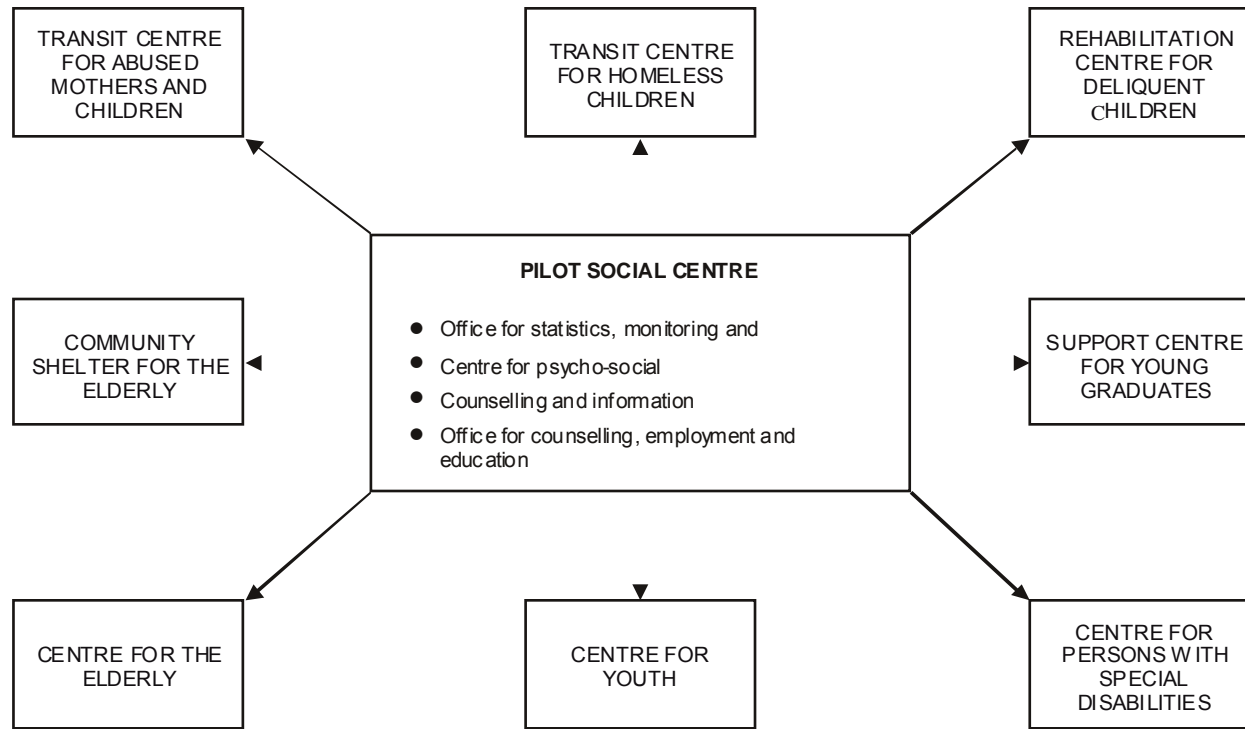 TRANSIT CENTRE
FOR ABUSED
MOTHERS AND
CHILDREN
TRANSIT CENTRE
FOR HOMELESS
CHILDREN
REHABILITATION
CENTRE FOR
DELIQUENT
CHILDREN
PILOT SOCIAL CENTRE
● Office for statistics, monitoring and
● Centre for psycho-social
● Counselling and information
● Office for counselling, employment and
education
COMMUNITY
SHELTER FOR THE
ELDERLY
SUPPORT CENTRE
FOR YOUNG
GRADUATES
CENTRE FOR THE
ELDERLY
CENTRE FOR
YOUTH
CENTRE FOR
PERSONS WITH
SPECIAL
DISABILITIES